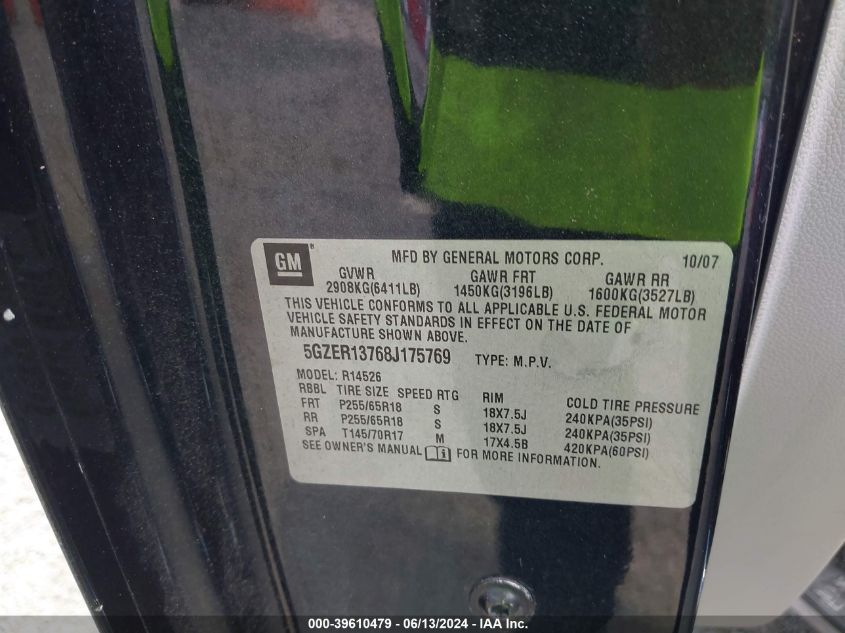 GM ® MFD BY GENERAL MOTORS CORP. 10/07
GVWR GAWR FRT GAWR RR
2908KG(6411LB) 1450KG(3196LB) 1600KG(3527LB)
THIS VEHICLE CONFORMS TO ALL APPLICABLE U.S. FEDERAL MOTOR
VEHICLE SAFETY STANDARDS IN EFFECT ON THE DATE OF
MANUFACTURE SHOWN ABOVE.
5GZER13768J175769 TYPE: M.P.V.
MODEL: R14526
RBBL TIRE SIZE SPEED RTG RIM COLD TIRE PRESSURE
FRT P255/65R18 S 18X7.5J 240KPA(35PSI)
RR P255/65R18 S 18X7.5J 240KPA(35PSI)
SPA T145/70R17 M 17X4.5B 420KPA(60PSI)
SEE OWNER'S MANUAL i FOR MORE INFORMATION.
000-39610479 - 06/13/2024 - IAA Inc.